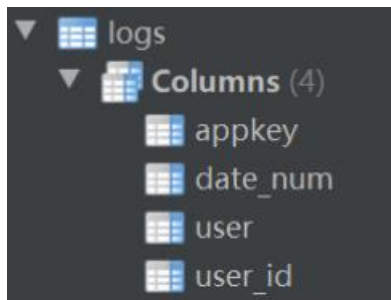 logs
Columns (4)
appkey
date_num
user
user_id